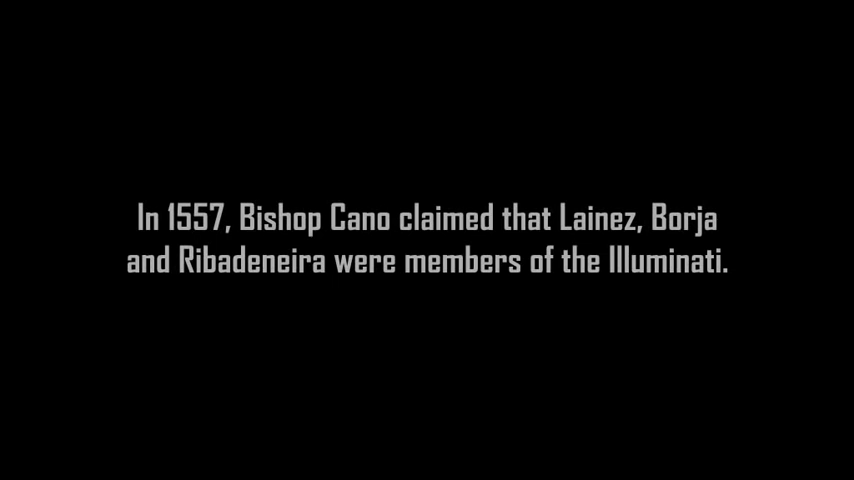 In 1557, Bishop Cano claimed that Lainez, Borja
and Ribadeneira were members of the Illuminati.